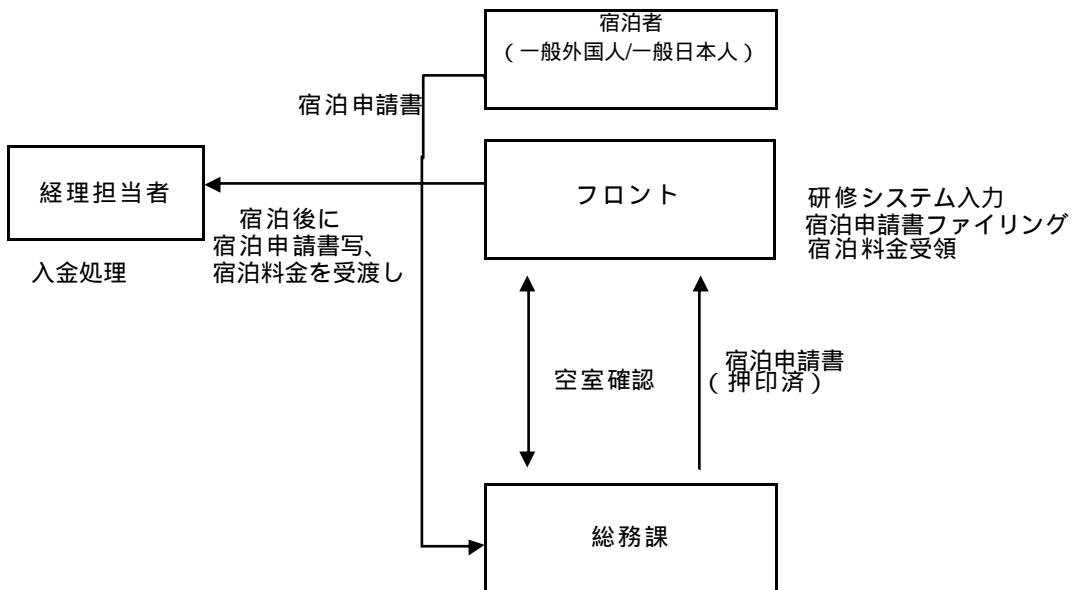 宿泊者
(一般外国人/一般日本人)
宿泊申請書
経理担当者
フロント
研修システム入力
宿泊申請書ファイリング
宿泊料金受領
宿泊後に
宿泊申請書写、
宿泊料金を受渡し
入金処理
空室確認
宿泊申請書
(押印済)
総務課